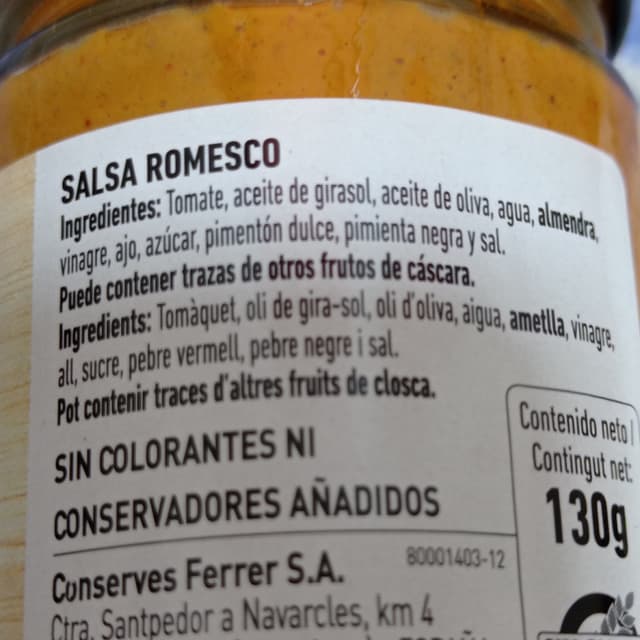 SALSA ROMESCO
Ingredientes: Tomate, aceite de girasol, aceite de oliva, agua, almendra,
vinagre, ajo, azúcar, pimentón dulce, pimienta negra y sal.
Puede contener trazas de otros frutos de cáscara.
Ingredients: Tomàquet, oli de gira-sol, oli d'oliva, aigua, ametlla, vinagre,
all, sucre, pebre vermell, pebre negre i sal.
Pot contenir traces d'altres fruits de closca.
SIN COLORANTES NI
CONSERVADORES AÑADIDOS
Contenido neto
Contingut net:
130g
80001403-12
Conserves Ferrer S.A.
Ctra. Santpedor a Navarcles, km 4